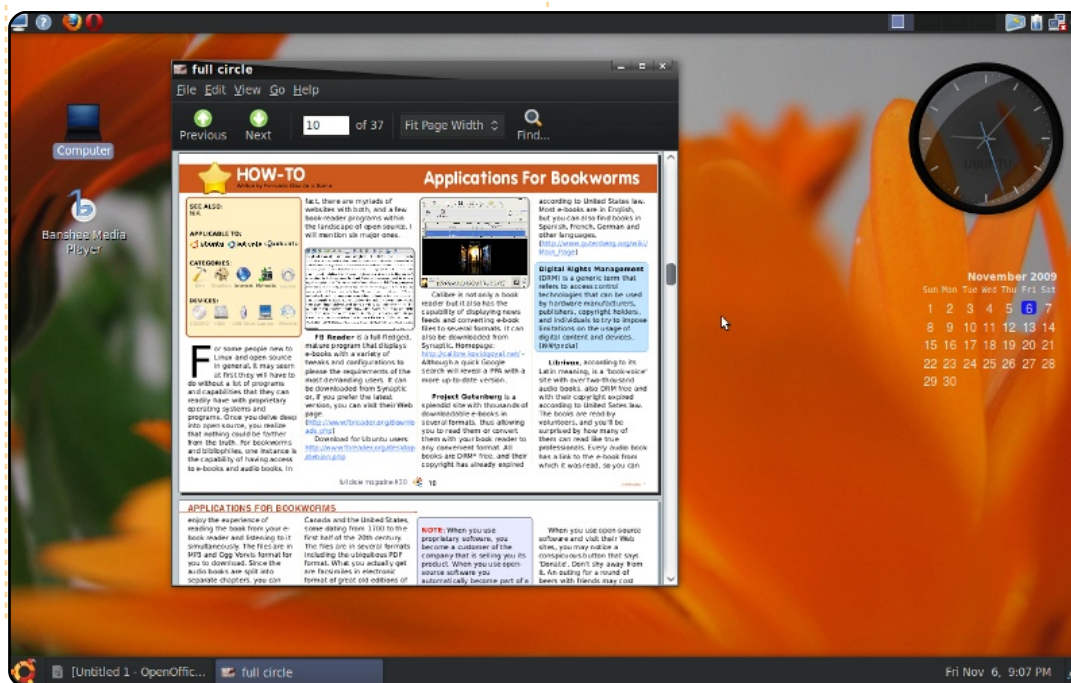 Computer
Banshee Media
Player
full circle
File Edit View Go Help
Previous
Next
10 of 37
Fit Page Width
Find...
HOW-TO
Applications For Bookworms
SEE ALSO:
N/A
APPLICABLE TO:
CATEGORIES:
DEVICES:
For some people new to
Linux and open source
in general, it may seem
at first they will have to
do without a lot of programs
and capabilities that they can
readily have with proprietary
operating systems and
programs. Once you delve deep
into open source, you realize
that nothing could be farther
from the truth. For bookworms
and bibliophiles, one instance is
the capability of having access
to e-books and audio books. In
fact, there are myriads of
websites with both, and a few
book-reader programs within
the landscape of open source. I
will mention six major ones.
FB Reader is a full fledged,
mature program that displays
e-books with a variety of
tweaks and configurations to
please the requirements of the
most demanding users. It can
be downloaded from Synaptic
or, if you prefer the latest
version, you can visit their Web
page.
Download for Ubuntu users:
Calibre is not only a book
reader but it also has the
capability of displaying news
feeds and converting e-book
files to several formats. It can
also be downloaded from
Synaptic. Homepage:
Although a quick Google
search will reveal a PPA with a
more up-to-date version.
Project Gutenberg is a
splendid site with thousands of
downloadable e-books in
several formats, thus allowing
you to read them or convert
them with your book reader to
any convenient format. All
books are DRM* free, and their
copyright has already expired
according to United States law.
Most e-books are in English,
but you can also find books in
Spanish, French, German and
other languages.
Digital Rights Management
(DRM) is a generic term that
refers to access control
technologies that can be used
by hardware manufacturers,
publishers, copyright holders,
and individuals to try to impose
limitations on the usage of
digital content and devices.
[Wikipedia]
Librivox, according to its
Latin meaning, is a 'book-voice'
site with over two-thousand
audio books, also DRM free and
with their copyright expired
according to United Sates law.
The books are read by
volunteers, and you'll be
surprised by how many of
them can read like true
professionals. Every audio book
has a link to the e-book from
which it was read, so you can
10
APPLICATIONS FOR BOOKWORMS
enjoy the experience of
reading the book from your e-
book reader and listening to it
simultaneously. The files are in
MP3 and Ogg Vorvis format for
you to download. Since the
audio books are split into
separate chapters, you can
Canada and the United States,
some dating from 1700 to the
first half of the 20th century.
The files are in several formats
including the ubiquitous PDF
format. What you actually get
are facsimiles in electronic
format of great old editions of
NOTE: When you use
proprietary software, you
become a customer of the
company that is selling you its
product. When you use open-
source software you
automatically become part of a
When you use open-source
software and visit their Web
sites, you may notice a
conspicuous button that says
'Donate'. Don't shy away from
it. An outing for a round of
beers with friends may cost
UBUNTU
November 2009
Sun Mon Tue Wed Thu Fri Sat
1 2 3 4 5 6 7
8 9 10 11 12 13 14
15 16 17 18 19 20 21
22 23 24 25 26 27 28
29 30
[Untitled 1 - OpenOffic...
full circle
Fri Nov 6, 9:07 PM